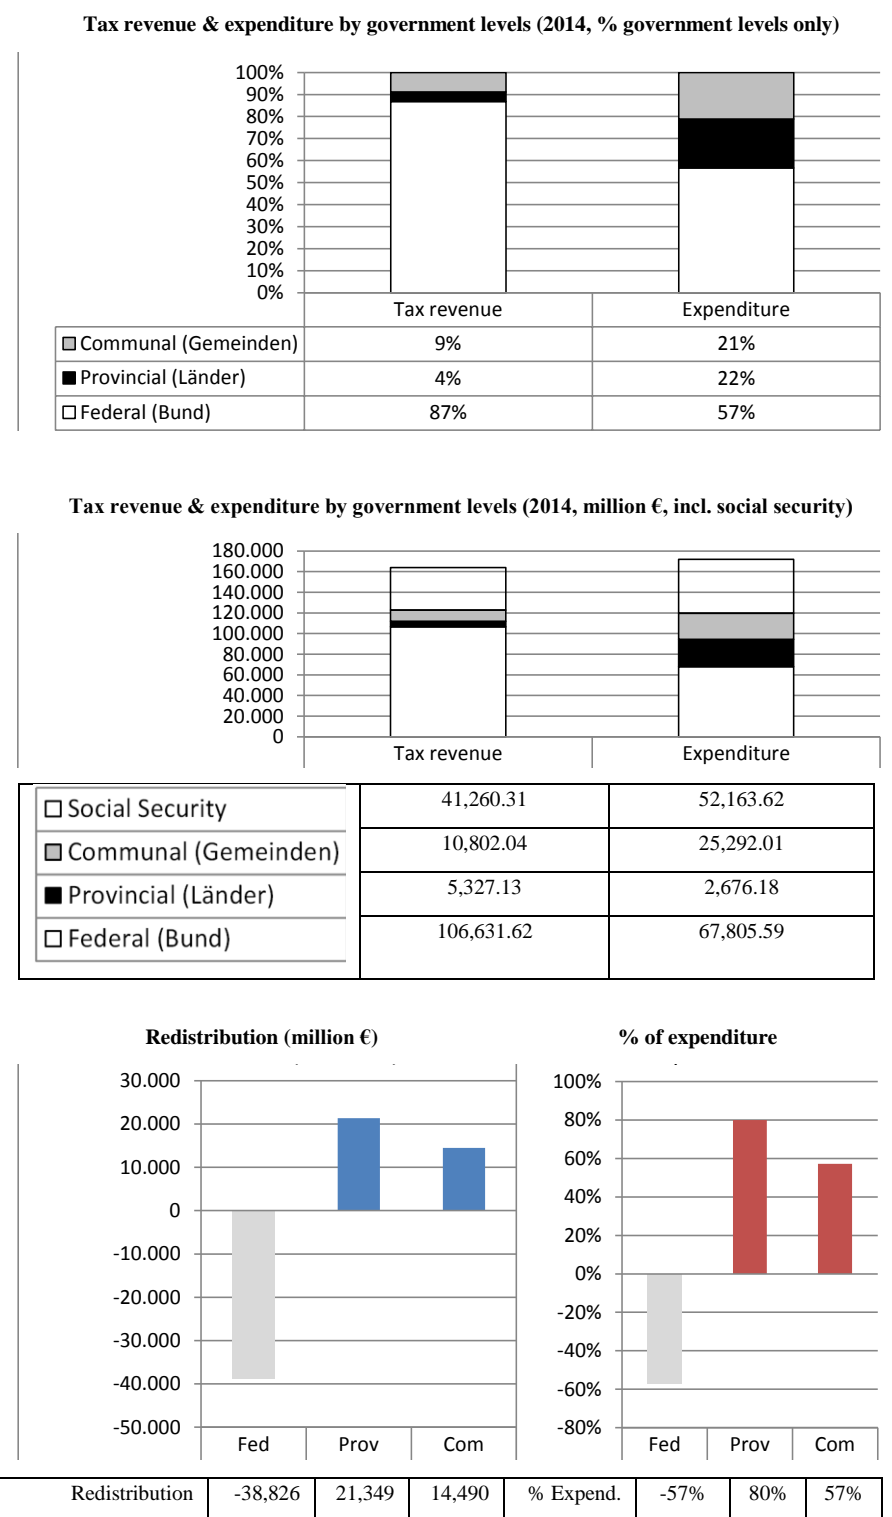 Tax revenue & expenditure by government levels (2014, % government levels only)
100%
90%
80%
70%
60%
50%
40%
30%
20%
10%
0%
Tax revenue Expenditure
Communal (Gemeinden) 9% 21%
Provincial (Länder) 4% 22%
Federal (Bund) 87% 57%
Tax revenue & expenditure by government levels (2014, million €, incl. social security)
180.000
160.000
140.000
120.000
100.000
80.000
60.000
40.000
20.000
0
Tax revenue Expenditure
Social Security 41,260.31 52,163.62
Communal (Gemeinden) 10,802.04 25,292.01
Provincial (Länder) 5,327.13 2,676.18
Federal (Bund) 106,631.62 67,805.59
Redistribution (million €)
30.000
20.000
10.000
0
-10.000
-20.000
-30.000
-40.000
-50.000
Fed Prov Com
% of expenditure
100%
80%
60%
40%
20%
0%
-20%
-40%
-60%
-80%
Fed Prov Com
Redistribution -38,826 21,349 14,490 % Expend. -57% 80% 57%